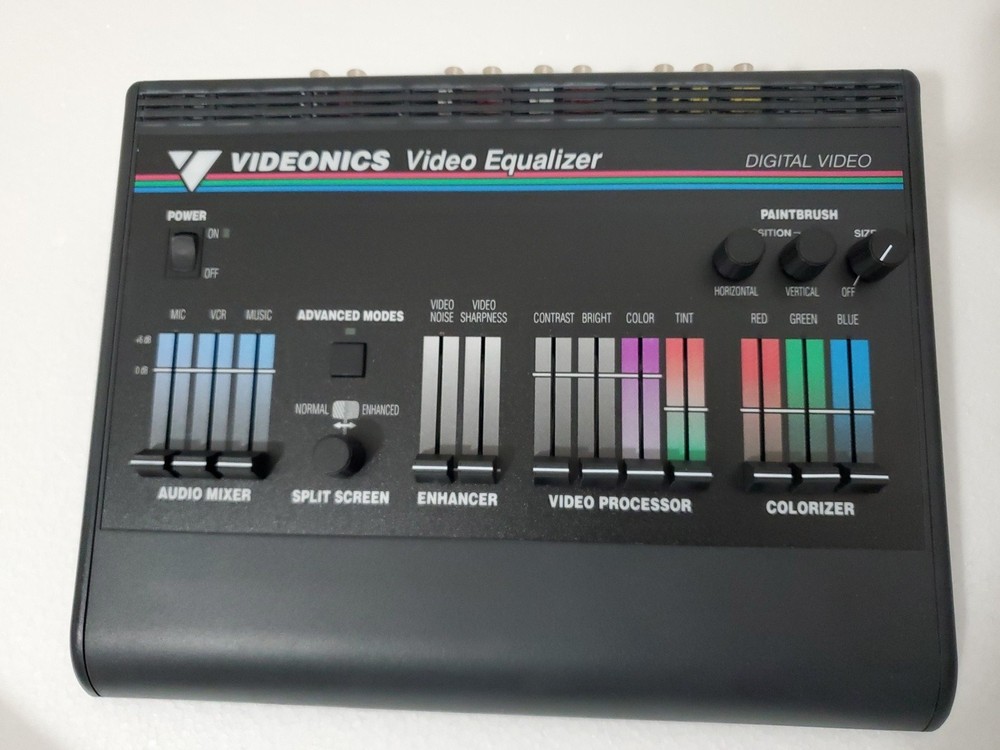 VIDEONICS Video Equalizer DIGITAL VIDEO
POWER
ON
OFF
PAINTBRUSH
SIZE
HORIZONTAL VERTICAL OFF
MIC VCR MUSIC
+6 dB
0 dB
ADVANCED MODES
NORMAL ENHANCED
SPLIT SCREEN
AUDIO MIXER
VIDEO NOISE
VIDEO SHARPNESS
ENHANCER
CONTRAST BRIGHT COLOR TINT
VIDEO PROCESSOR
RED GREEN BLUE
COLORIZER